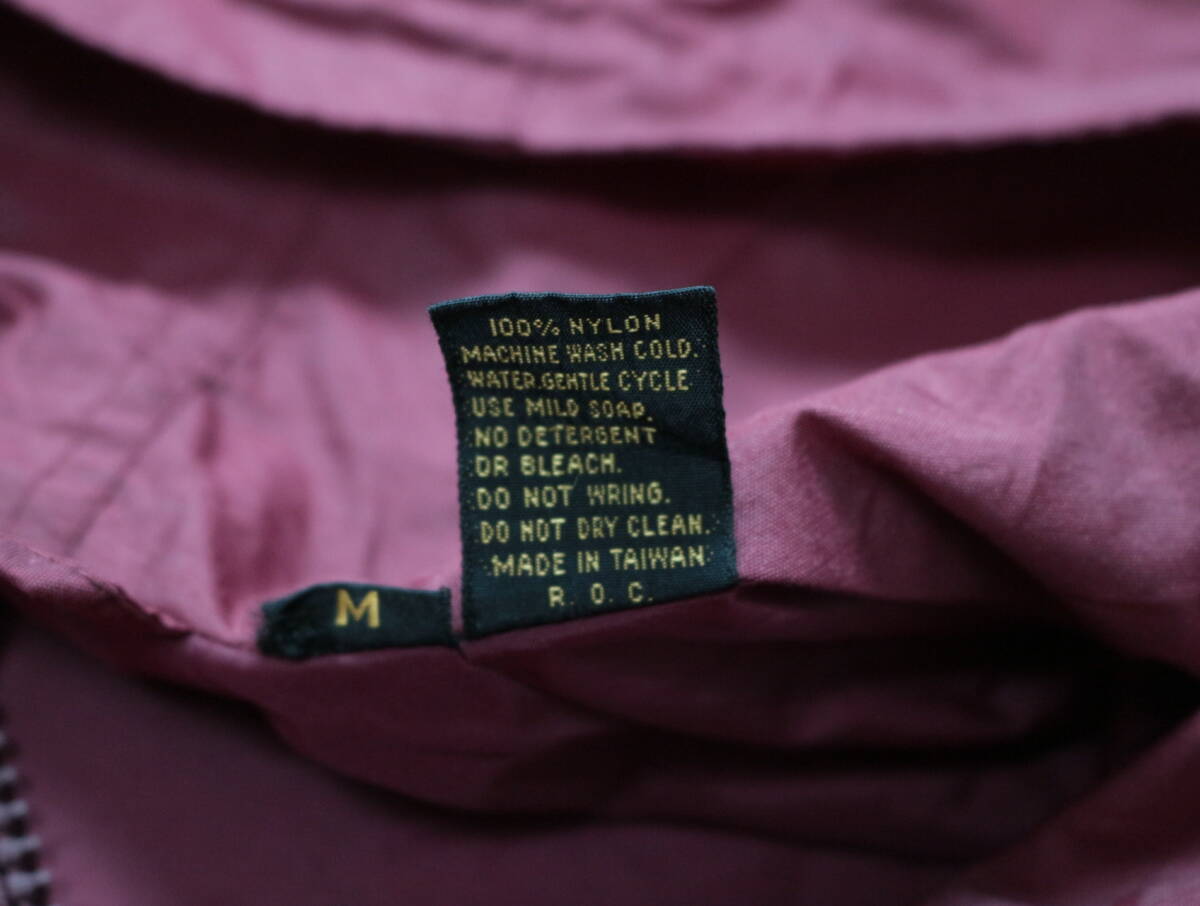 100% NYLON
MACHINE WASH COLD.
WATER.GENTLE CYCLE
USE MILD SOAP.
NO DETERGENT
OR BLEACH.
DO NOT WRING.
DO NOT DRY CLEAN.
MADE IN TAIWAN
R. O. C.
M